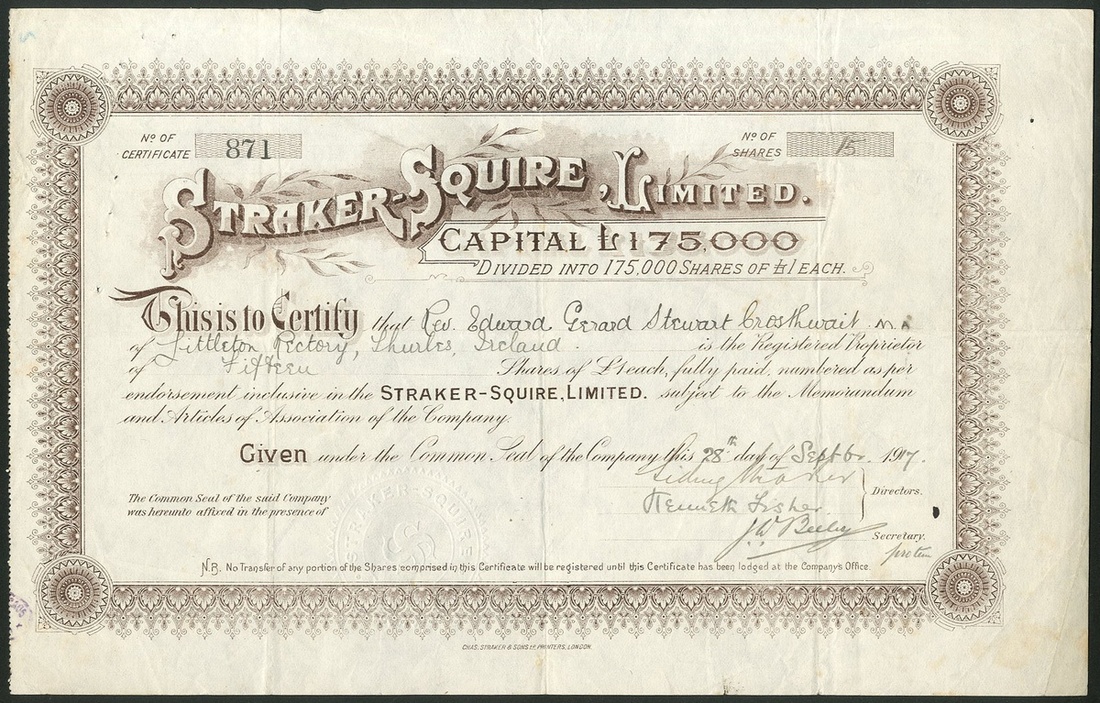 No OF CERTIFICATE 871
No OF SHARES 15
STRAKER-SQUIRE, LIMITED.
CAPITAL £175,000
DIVIDED INTO 175,000 SHARES OF £1 EACH.
This is to Certify that Rev. Edward Gerard Stewart Crosthwait M.A.
of Littleton Rectory, Thurles, Ireland. is the Registered Proprietor
of Fifteen Shares of £1 each, fully paid, numbered as per
endorsement inclusive in the STRAKER-SQUIRE, LIMITED. subject to the Memorandum
and Articles of Association of the Company.
Given under the Common Seal of the Company this 28th day of Septbr 1917.
Sidney Straker
Kenneth Fisher.
Directors.
The Common Seal of the said Company
was hereunto affixed in the presence of
STRAKER-SQUIRE
J.W. Beeley
Secretary.
pro tem
N.B. No Transfer of any portion of the Shares comprised in this Certificate will be registered until this Certificate has been lodged at the Company's Office.
CHAS. STRAKER & SONS LD. PRINTERS, LONDON.